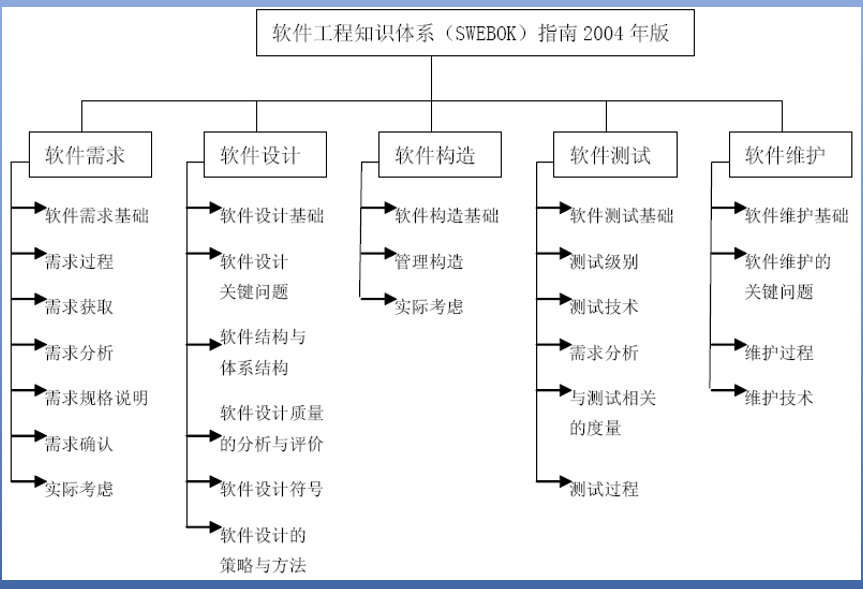 软件工程知识体系（SWEBOK）指南 2004 年版
软件需求
软件需求基础
需求过程
需求获取
需求分析
需求规格说明
需求确认
实际考虑
软件设计
软件设计基础
软件设计
关键问题
软件结构与
体系结构
软件设计质量
的分析与评价
软件设计符号
软件设计的
策略与方法
软件构造
软件构造基础
管理构造
实际考虑
软件测试
软件测试基础
测试级别
测试技术
需求分析
与测试相关
的度量
测试过程
软件维护
软件维护基础
软件维护的
关键问题
维护过程
维护技术